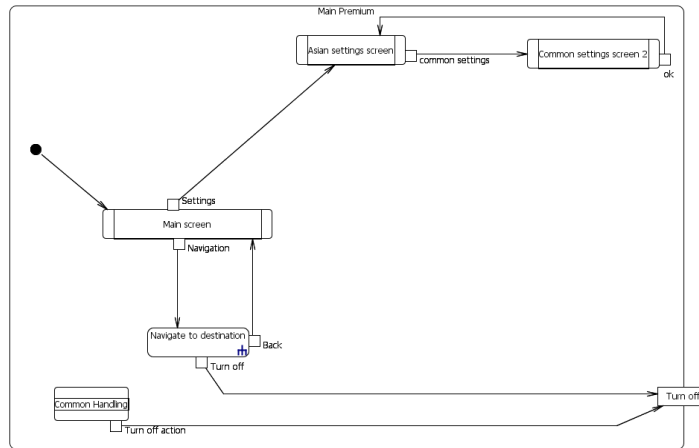 Main Premium
Asian settings screen
common settings
Common settings screen 2
ok
Settings
Main screen
Navigation
Navigate to destination
Back
Turn off
Turn off
Common Handling
Turn off action